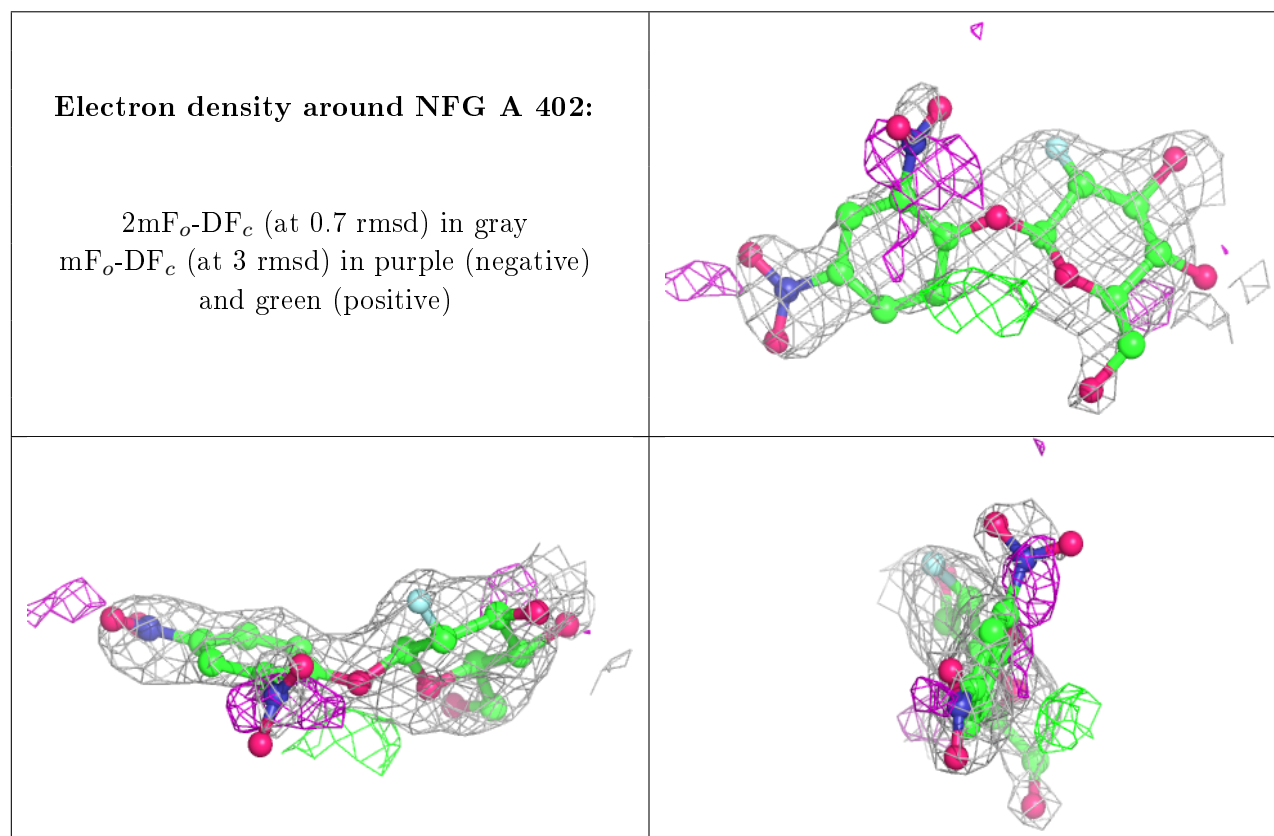 Electron density around NFG A 402:
2mFo-DFc (at 0.7 rmsd) in gray
mFo-DFc (at 3 rmsd) in purple (negative)
and green (positive)